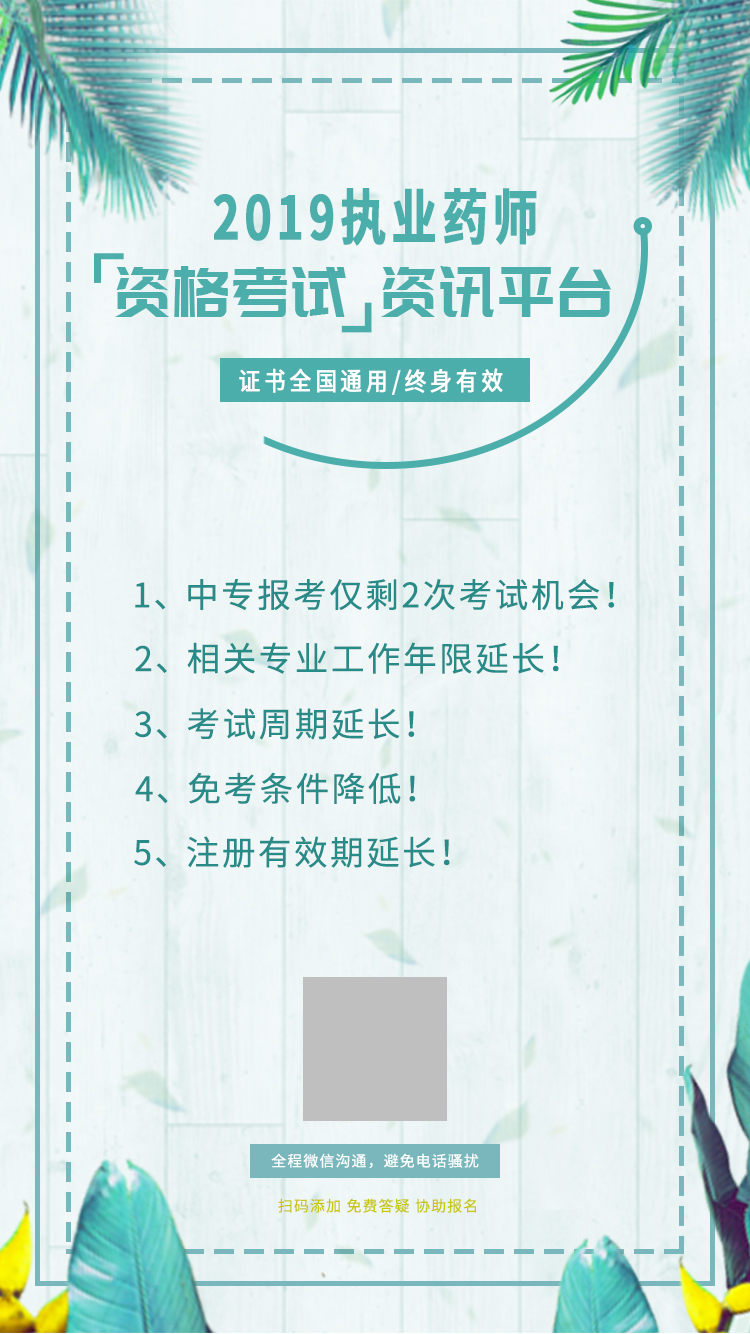 2019执业药师
「资格考试」资讯平台
证书全国通用/终身有效
1、中专报考仅剩2次考试机会！
2、相关专业工作年限延长！
3、考试周期延长！
4、免考条件降低！
5、注册有效期延长！
全程微信沟通，避免电话骚扰
扫码添加 免费答疑 协助报名